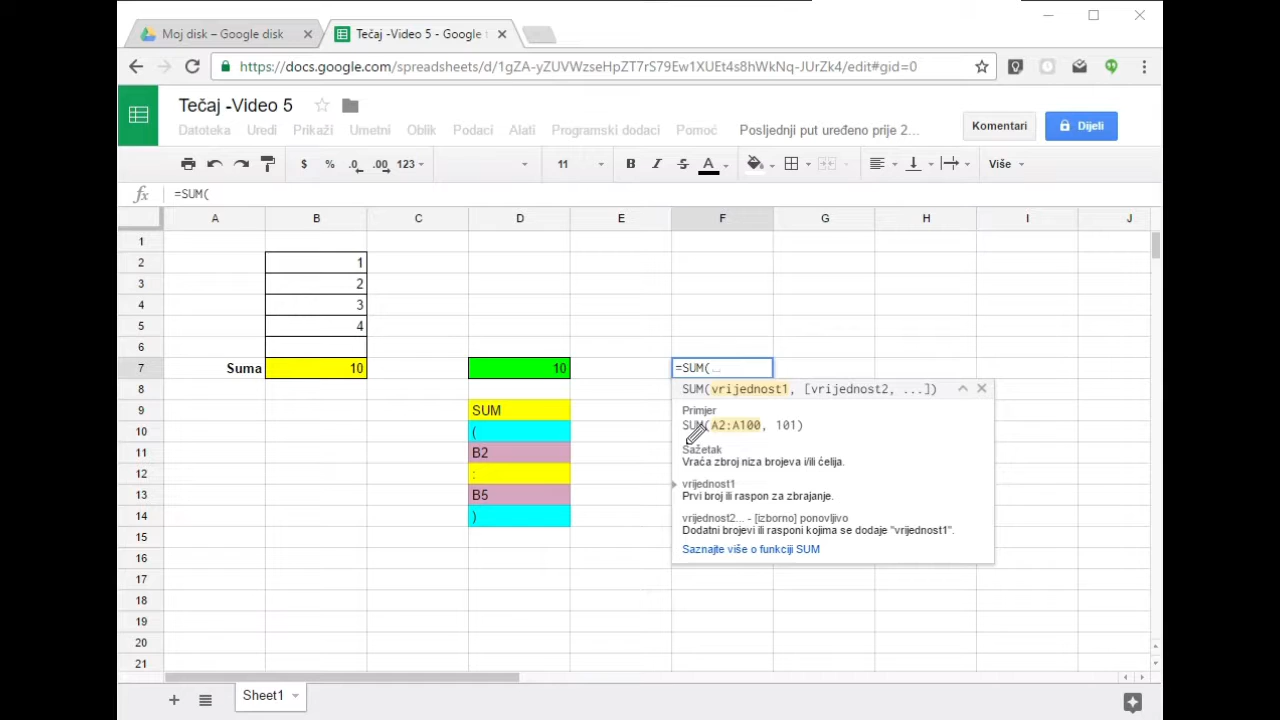 Moj disk – Google disk
Tečaj -Video 5 - Google
https://docs.google.com/spreadsheets/d/1gZA-yZUVWzseHpZT7rS79Ew1XUEt4s8hWkNq-JUrZk4/edit#gid=0
Tečaj -Video 5
Datoteka Uredi Prikaži Umetni Oblik Podaci Alati Programski dodaci Pomoć Posljednji put uređeno prije 2...
Komentari
Dijeli
$ % .0 .00 123 11 B I S A Više
fx =SUM(
A B C D E F G H I J
1
2 1
3 2
4 3
5 4
6
7 Suma 10 10 =SUM( ...
8 SUM(vrijednost1, [vrijednost2, ...])
9 SUM Primjer
SUM(A2:A100, 101)
10 (
11 B2 Sažetak
Vraća zbroj niza brojeva i/ili ćelija.
12 : vrijednost1
13 B5 Prvi broj ili raspon za zbrajanje.
14 ) vrijednost2... - [izborno] ponovljivo
Dodatni brojevi ili rasponi kojima se dodaje "vrijednost1".
15 Saznajte više o funkciji SUM
16
17
18
19
20
21
Sheet1